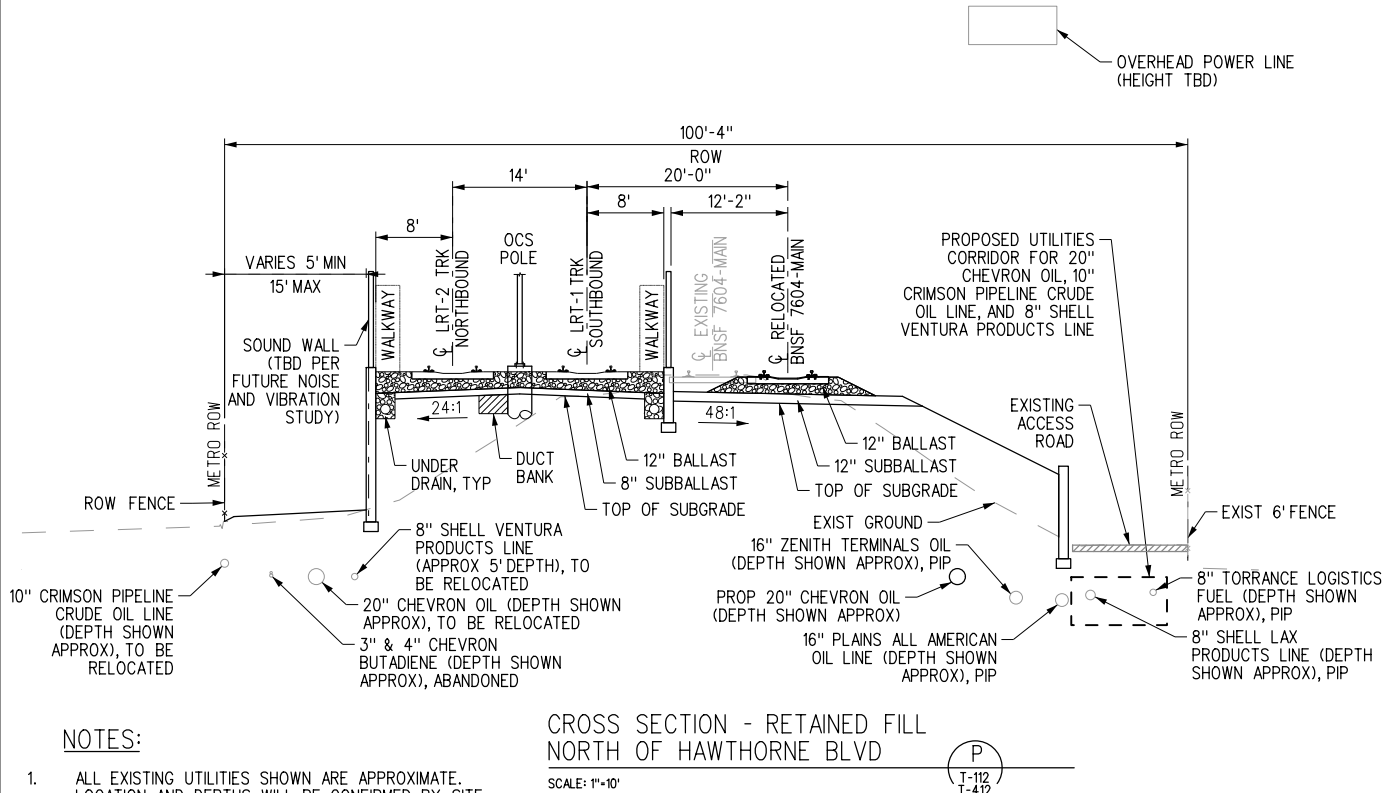 OVERHEAD POWER LINE
(HEIGHT TBD)
100'-4"
ROW
14'
20'-0"
8'
12'-2"
8'
VARIES 5' MIN
15' MAX
OCS
POLE
WALKWAY
LRT-2 TRK
NORTHBOUND
LRT-1 TRK
SOUTHBOUND
WALKWAY
EXISTING
BNSF 7604-MAIN
RELOCATED
BNSF 7604-MAIN
PROPOSED UTILITIES
CORRIDOR FOR 20"
CHEVRON OIL, 10"
CRIMSON PIPELINE CRUDE
OIL LINE, AND 8" SHELL
VENTURA PRODUCTS LINE
SOUND WALL
(TBD PER
FUTURE NOISE
AND VIBRATION
STUDY)
METRO ROW
24:1
48:1
EXISTING
ACCESS
ROAD
METRO ROW
UNDER
DRAIN, TYP
DUCT
BANK
12" BALLAST
8" SUBBALLAST
TOP OF SUBGRADE
12" BALLAST
12" SUBBALLAST
TOP OF SUBGRADE
ROW FENCE
EXIST GROUND
EXIST 6' FENCE
8" SHELL VENTURA
PRODUCTS LINE
(APPROX 5' DEPTH), TO
BE RELOCATED
16" ZENITH TERMINALS OIL
(DEPTH SHOWN APPROX), PIP
10" CRIMSON PIPELINE
CRUDE OIL LINE
(DEPTH SHOWN
APPROX), TO BE
RELOCATED
20" CHEVRON OIL (DEPTH SHOWN
APPROX), TO BE RELOCATED
3" & 4" CHEVRON
BUTADIENE (DEPTH SHOWN
APPROX), ABANDONED
PROP 20" CHEVRON OIL
(DEPTH SHOWN APPROX)
16" PLAINS ALL AMERICAN
OIL LINE (DEPTH SHOWN
APPROX), PIP
8" TORRANCE LOGISTICS
FUEL (DEPTH SHOWN
APPROX), PIP
8" SHELL LAX
PRODUCTS LINE (DEPTH
SHOWN APPROX), PIP
CROSS SECTION - RETAINED FILL
NORTH OF HAWTHORNE BLVD
P
T-112
T-412
SCALE: 1"=10'
NOTES:
1. ALL EXISTING UTILITIES SHOWN ARE APPROXIMATE.
LOCATION AND DEPTHS WILL BE CONFIRMED BY SITE